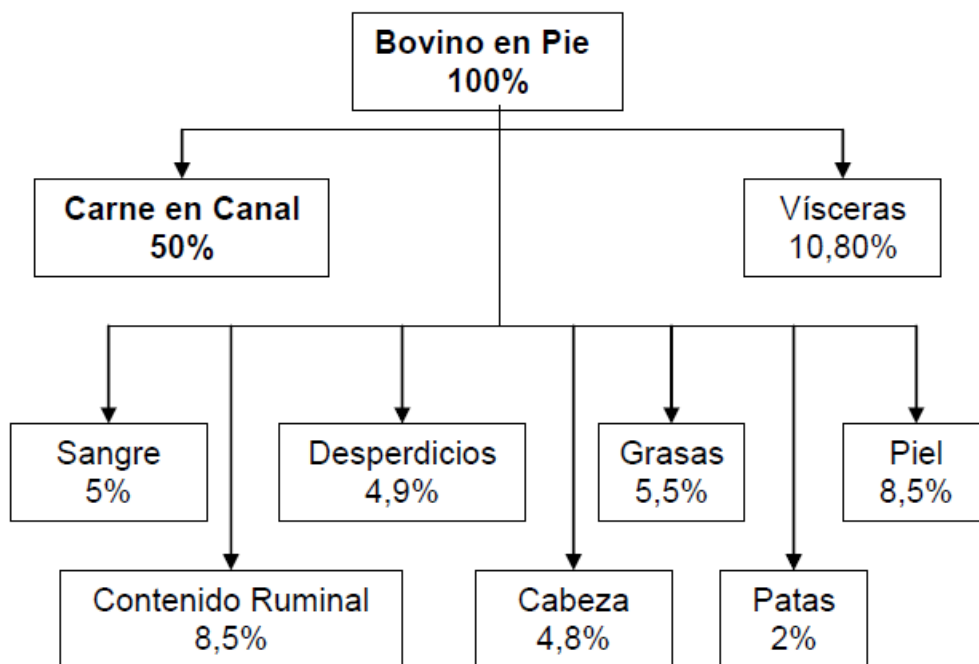 Bovino en Pie
100%
Carne en Canal
50%
Vísceras
10,80%
Sangre
5%
Desperdicios
4,9%
Grasas
5,5%
Piel
8,5%
Contenido Ruminal
8,5%
Cabeza
4,8%
Patas
2%